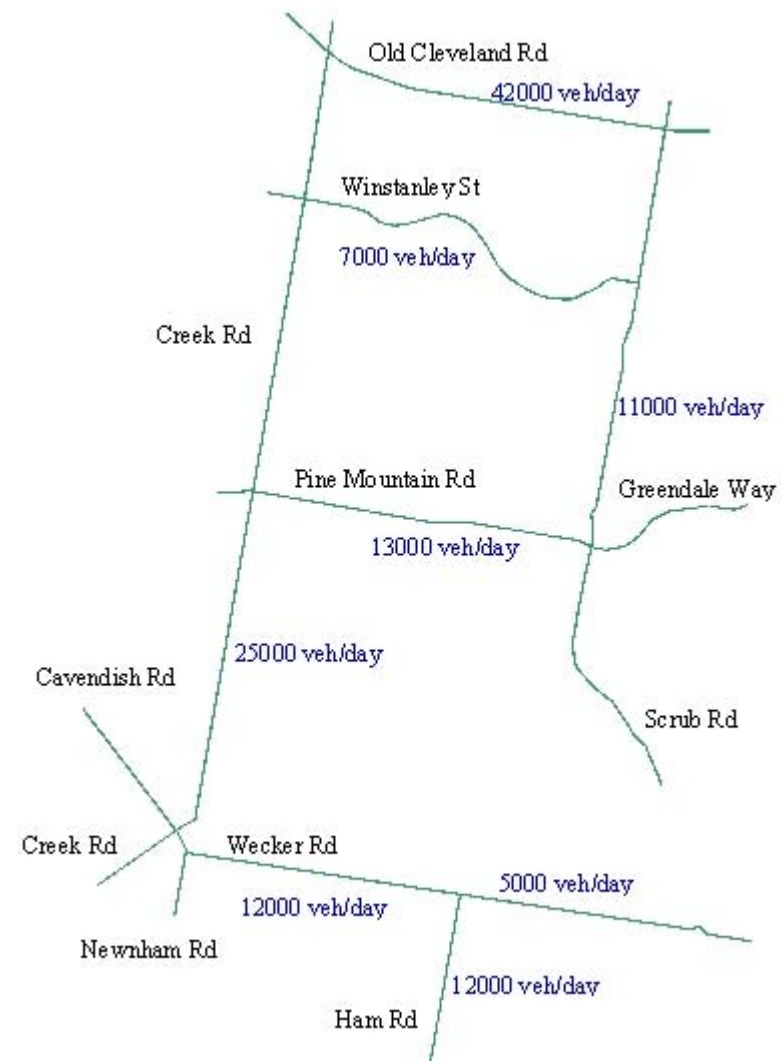 Old Cleveland Rd
42000 veh/day
Winstanley St
7000 veh/day
Creek Rd
11000 veh/day
Pine Mountain Rd
Greendale Way
13000 veh/day
25000 veh/day
Cavendish Rd
Scrub Rd
Creek Rd
Wecker Rd
5000 veh/day
12000 veh/day
Newnham Rd
12000 veh/day
Ham Rd